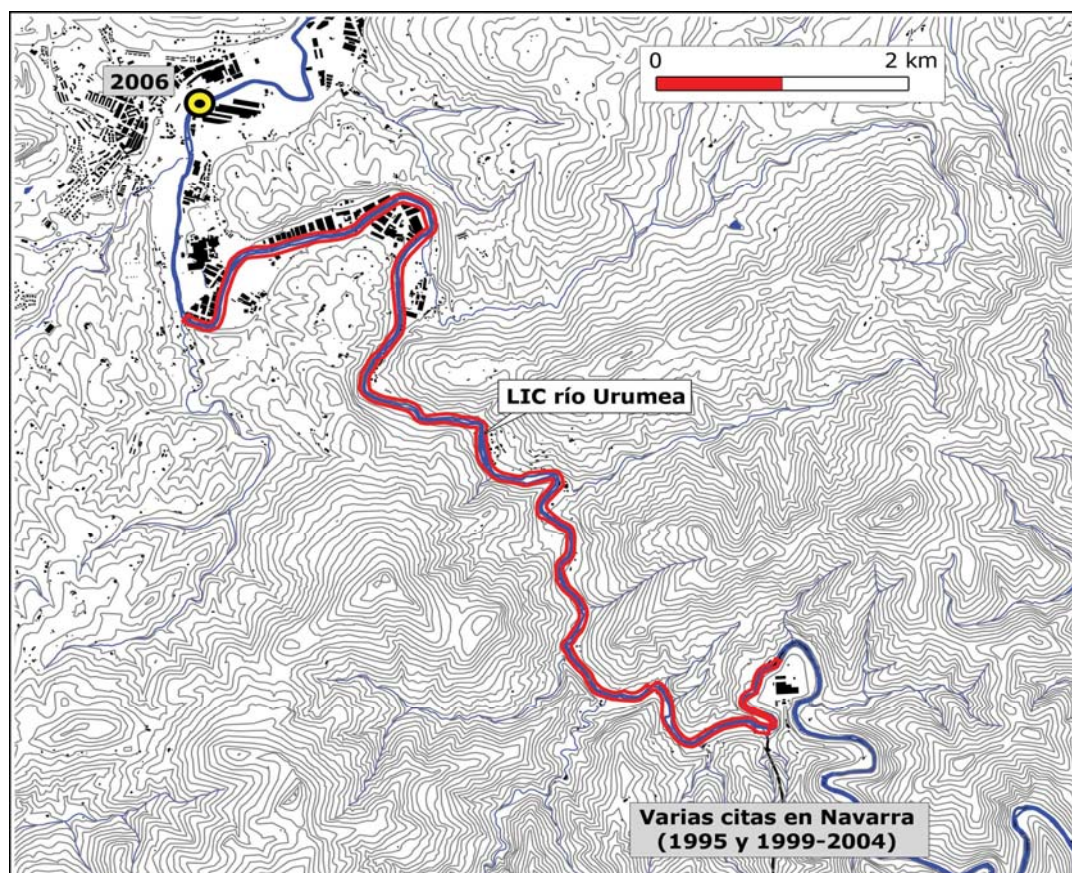 2006
0 2 km
LIC río Urumea
Varias citas en Navarra
(1995 y 1999-2004)